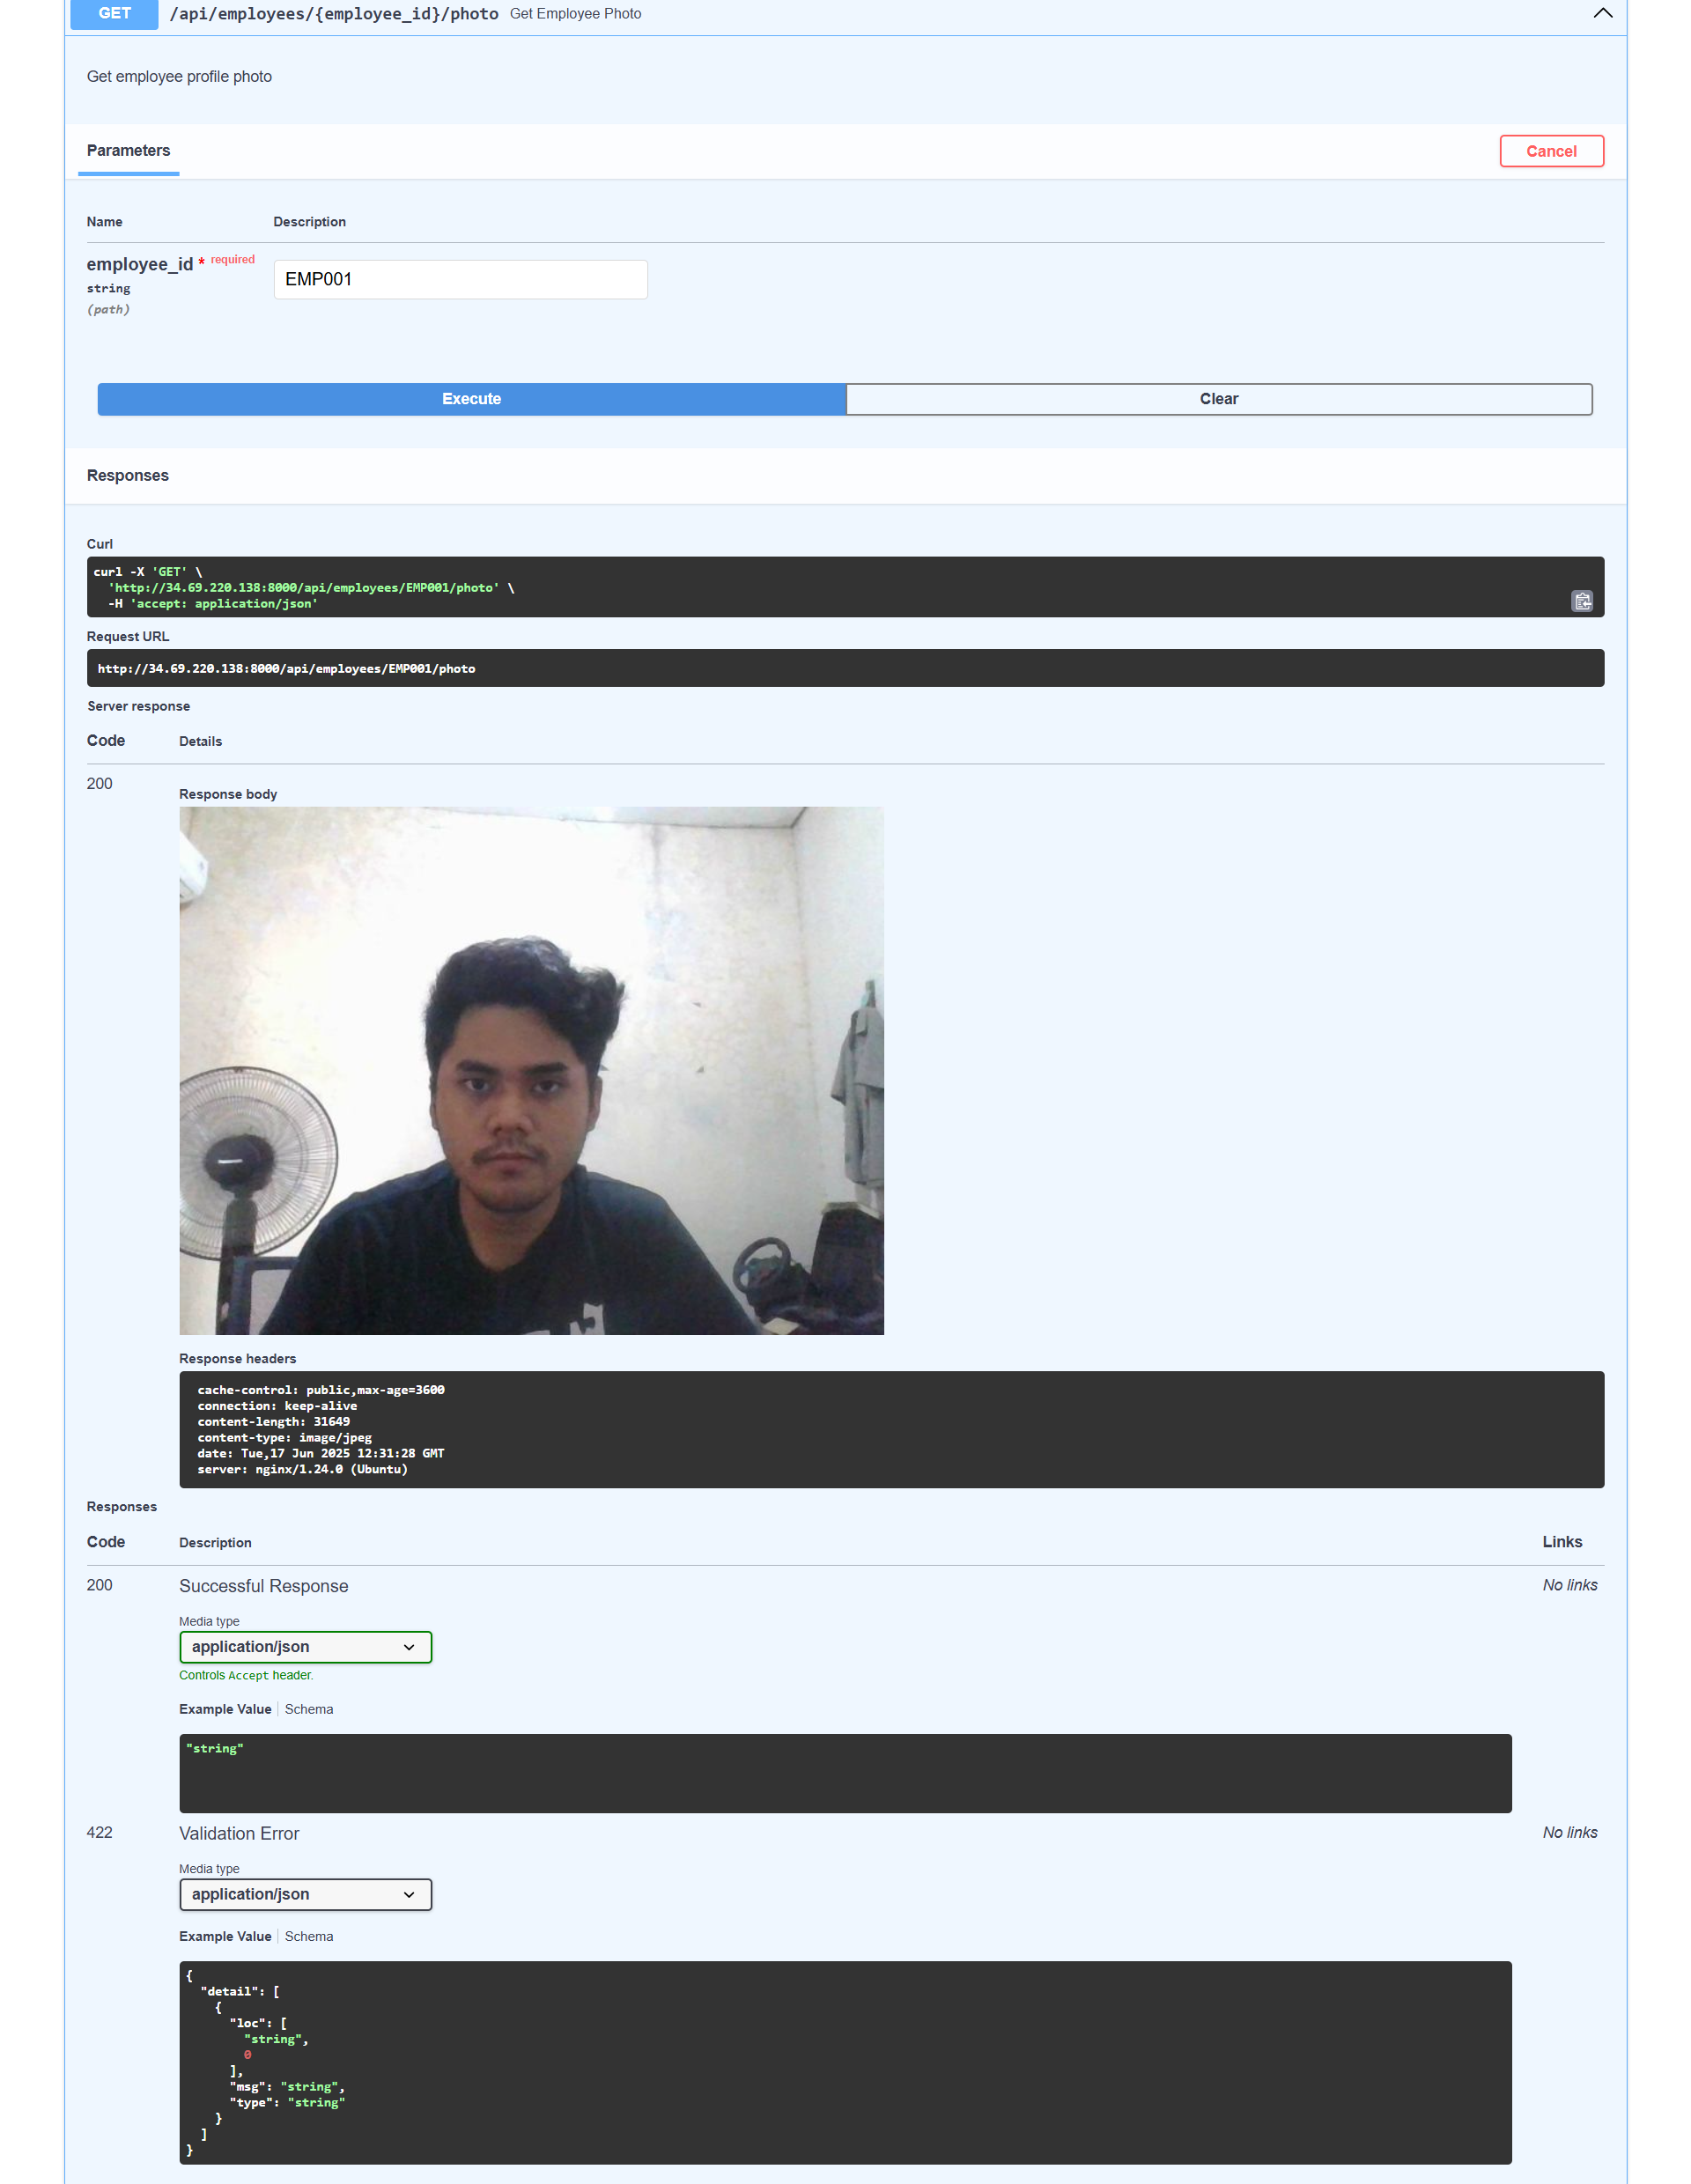 GET /api/employees/{employee_id}/photo Get Employee Photo
Get employee profile photo
Parameters
Cancel
Name Description
employee_id * required
string
(path)
EMP001
Execute Clear
Responses
Curl
curl -X 'GET' \
'http://34.69.220.138:8000/api/employees/EMP001/photo' \
-H 'accept: application/json'
Request URL
http://34.69.220.138:8000/api/employees/EMP001/photo
Server response
Code Details
200
Response body
Response headers
cache-control: public,max-age=3600
connection: keep-alive
content-length: 31649
content-type: image/jpeg
date: Tue,17 Jun 2025 12:31:28 GMT
server: nginx/1.24.0 (Ubuntu)
Responses
Code Description Links
200 Successful Response No links
Media type
application/json
Controls Accept header.
Example Value Schema
"string"
422 Validation Error No links
Media type
application/json
Example Value Schema
{
"detail": [
{
"loc": [
"string",
0
],
"msg": "string",
"type": "string"
}
]
}